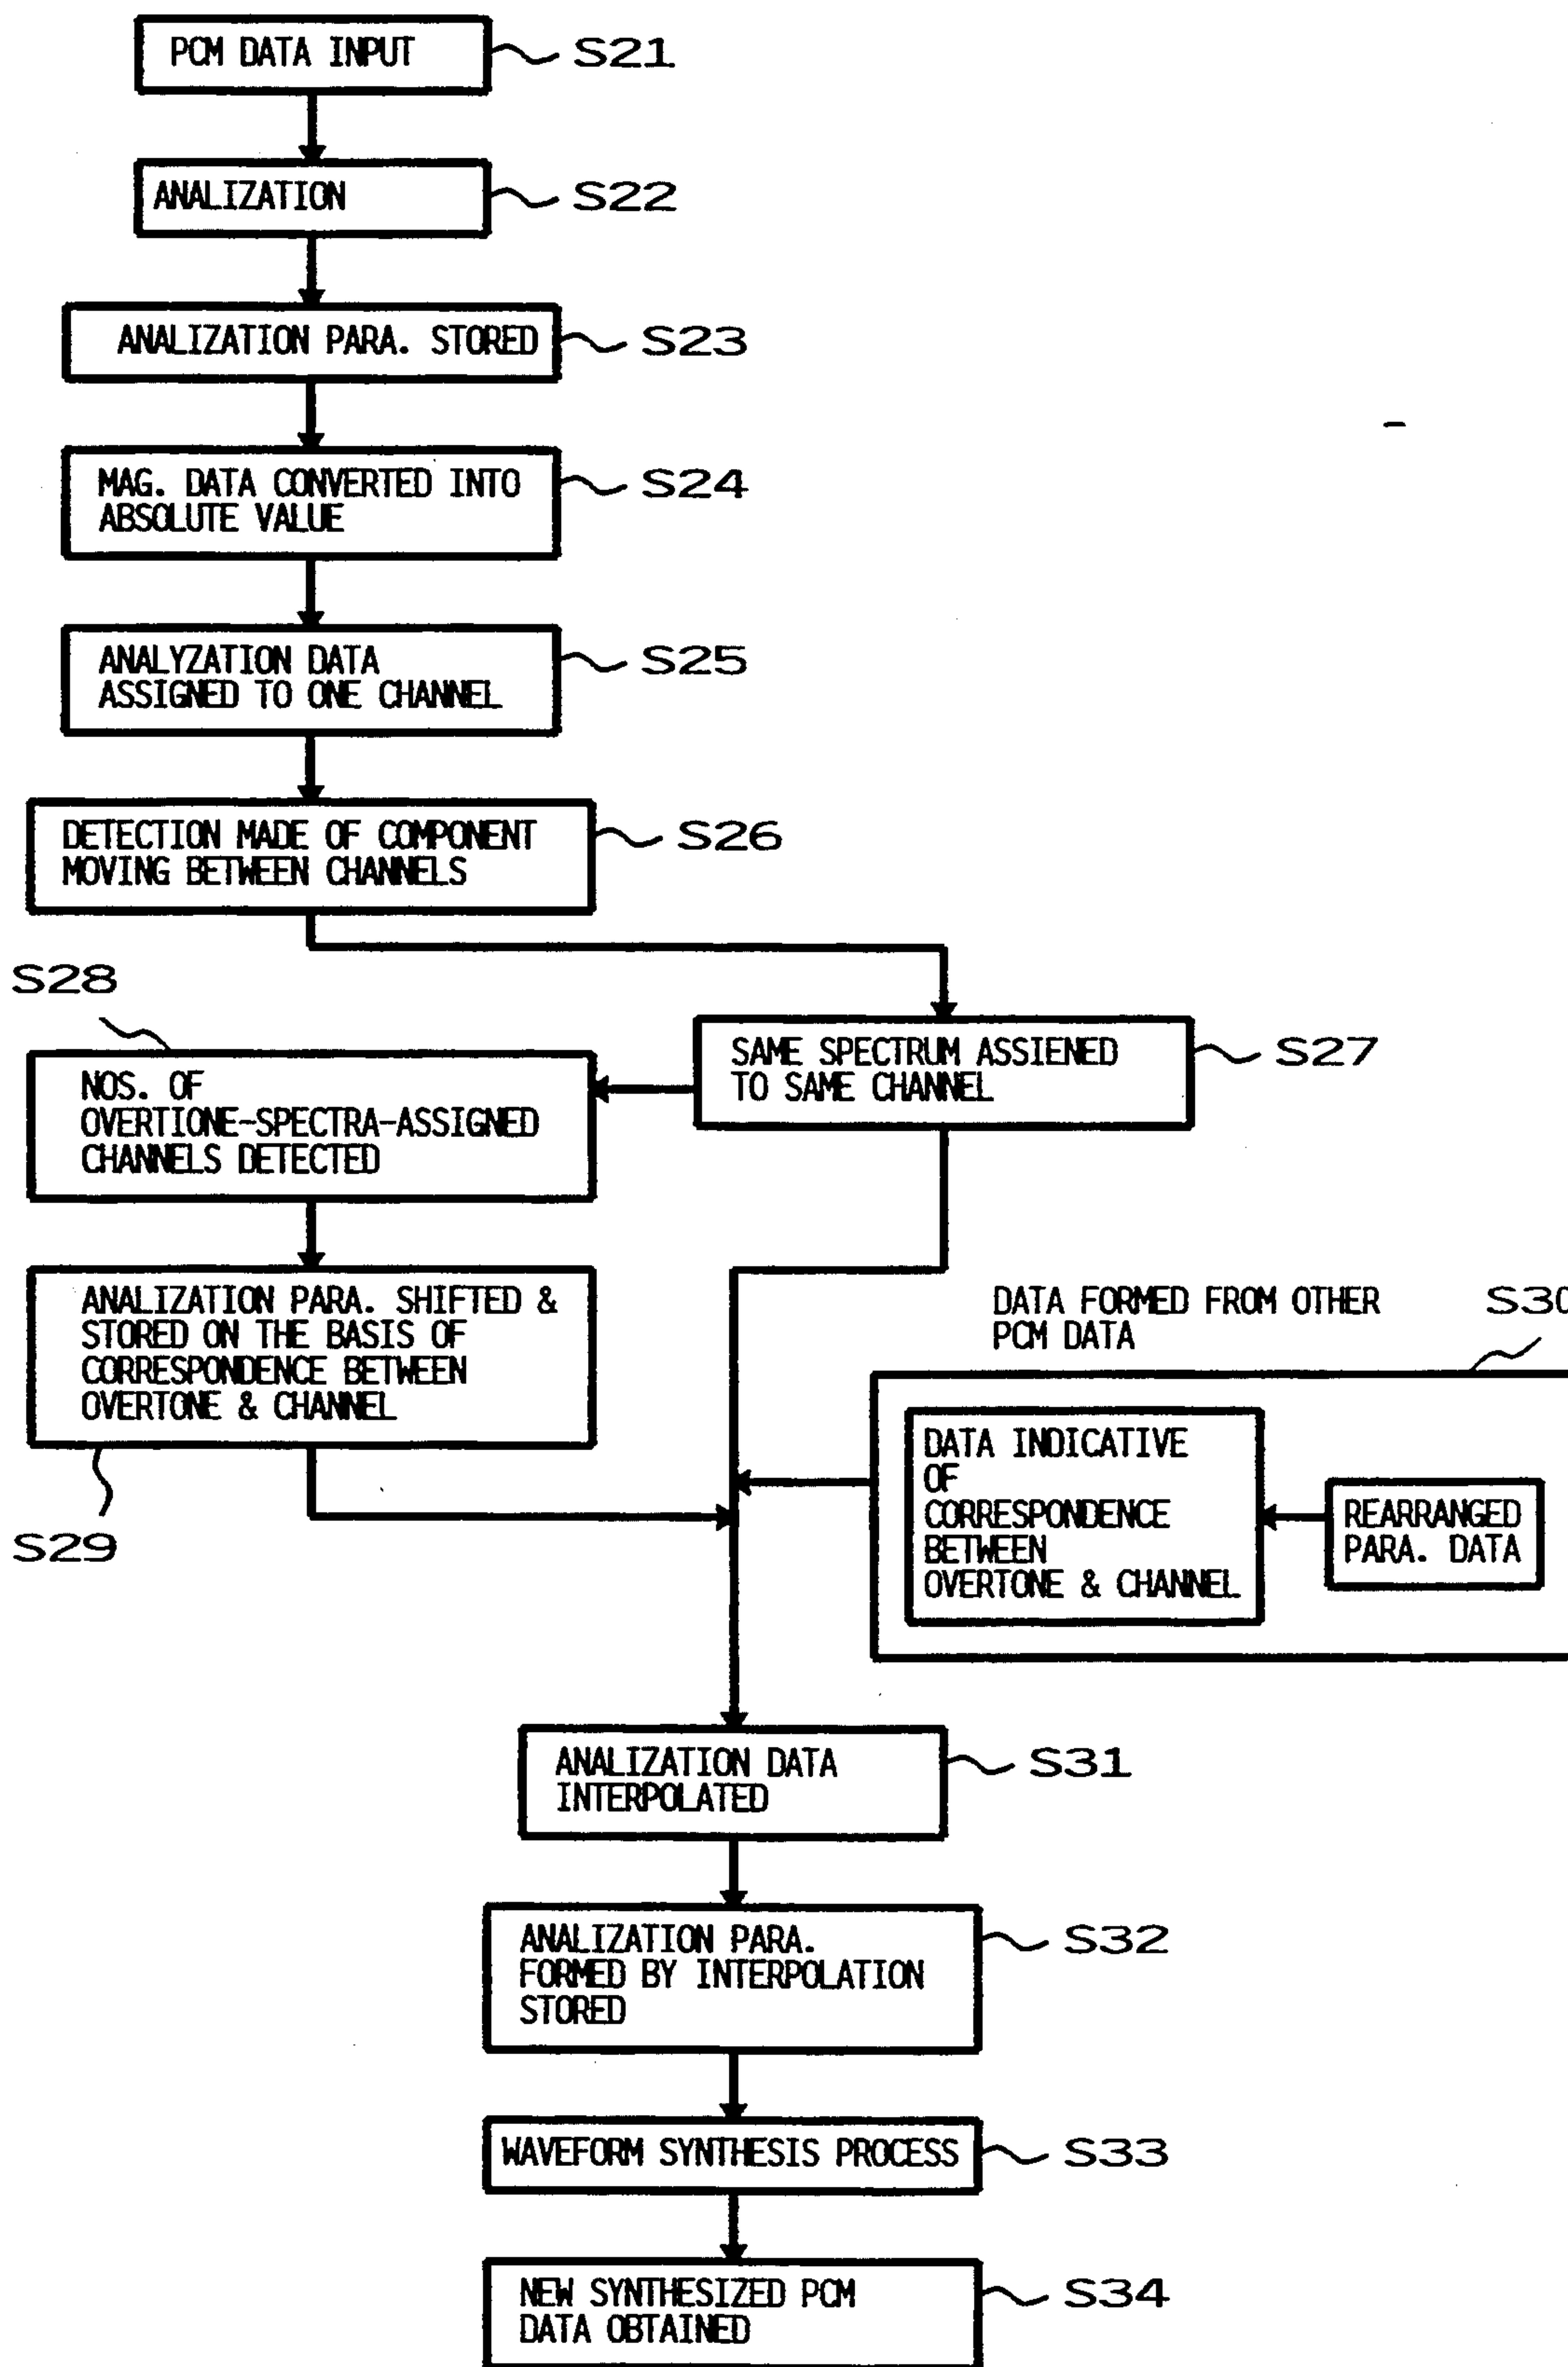 PCM DATA INPUT
S21
ANALIZATION
S22
ANALIZATION PARA. STORED
S23
MAG. DATA CONVERTED INTO
ABSOLUTE VALUE
S24
ANALYZATION DATA
ASSIGNED TO ONE CHANNEL
S25
DETECTION MADE OF COMPONENT
MOVING BETWEEN CHANNELS
S26
SAME SPECTRUM ASSIENED
TO SAME CHANNEL
S27
S28
NOS. OF
OVERTIONE-SPECTRA-ASSIGNED
CHANNELS DETECTED
ANALIZATION PARA. SHIFTED &
STORED ON THE BASIS OF
CORRESPONDENCE BETWEEN
OVERTONE & CHANNEL
S29
DATA FORMED FROM OTHER
PCM DATA
S30
DATA INDICATIVE
OF
CORRESPONDENCE
BETWEEN
OVERTONE & CHANNEL
REARRANGED
PARA. DATA
ANALIZATION DATA
INTERPOLATED
S31
ANALIZATION PARA.
FORMED BY INTERPOLATION
STORED
S32
WAVEFORM SYNTHESIS PROCESS
S33
NEW SYNTHESIZED PCM
DATA OBTAINED
S34